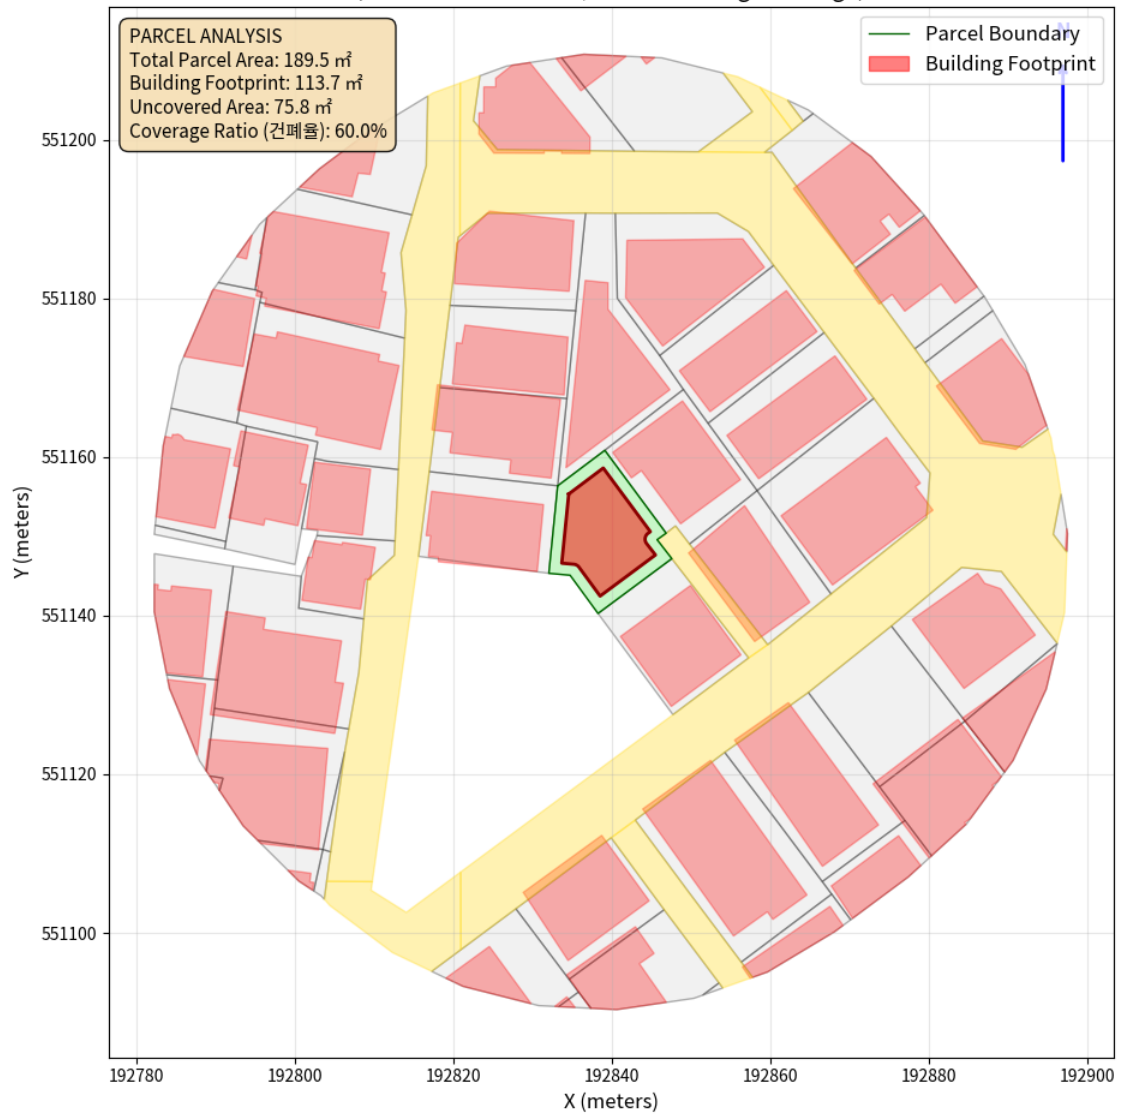 PARCEL ANALYSIS
Total Parcel Area: 189.5 ㎡
Building Footprint: 113.7 ㎡
Uncovered Area: 75.8 ㎡
Coverage Ratio (건폐율): 60.0%
Parcel Boundary
Building Footprint
N
551200
551180
551160
551140
551120
551100
Y (meters)
192780
192800
192820
192840
192860
192880
192900
X (meters)